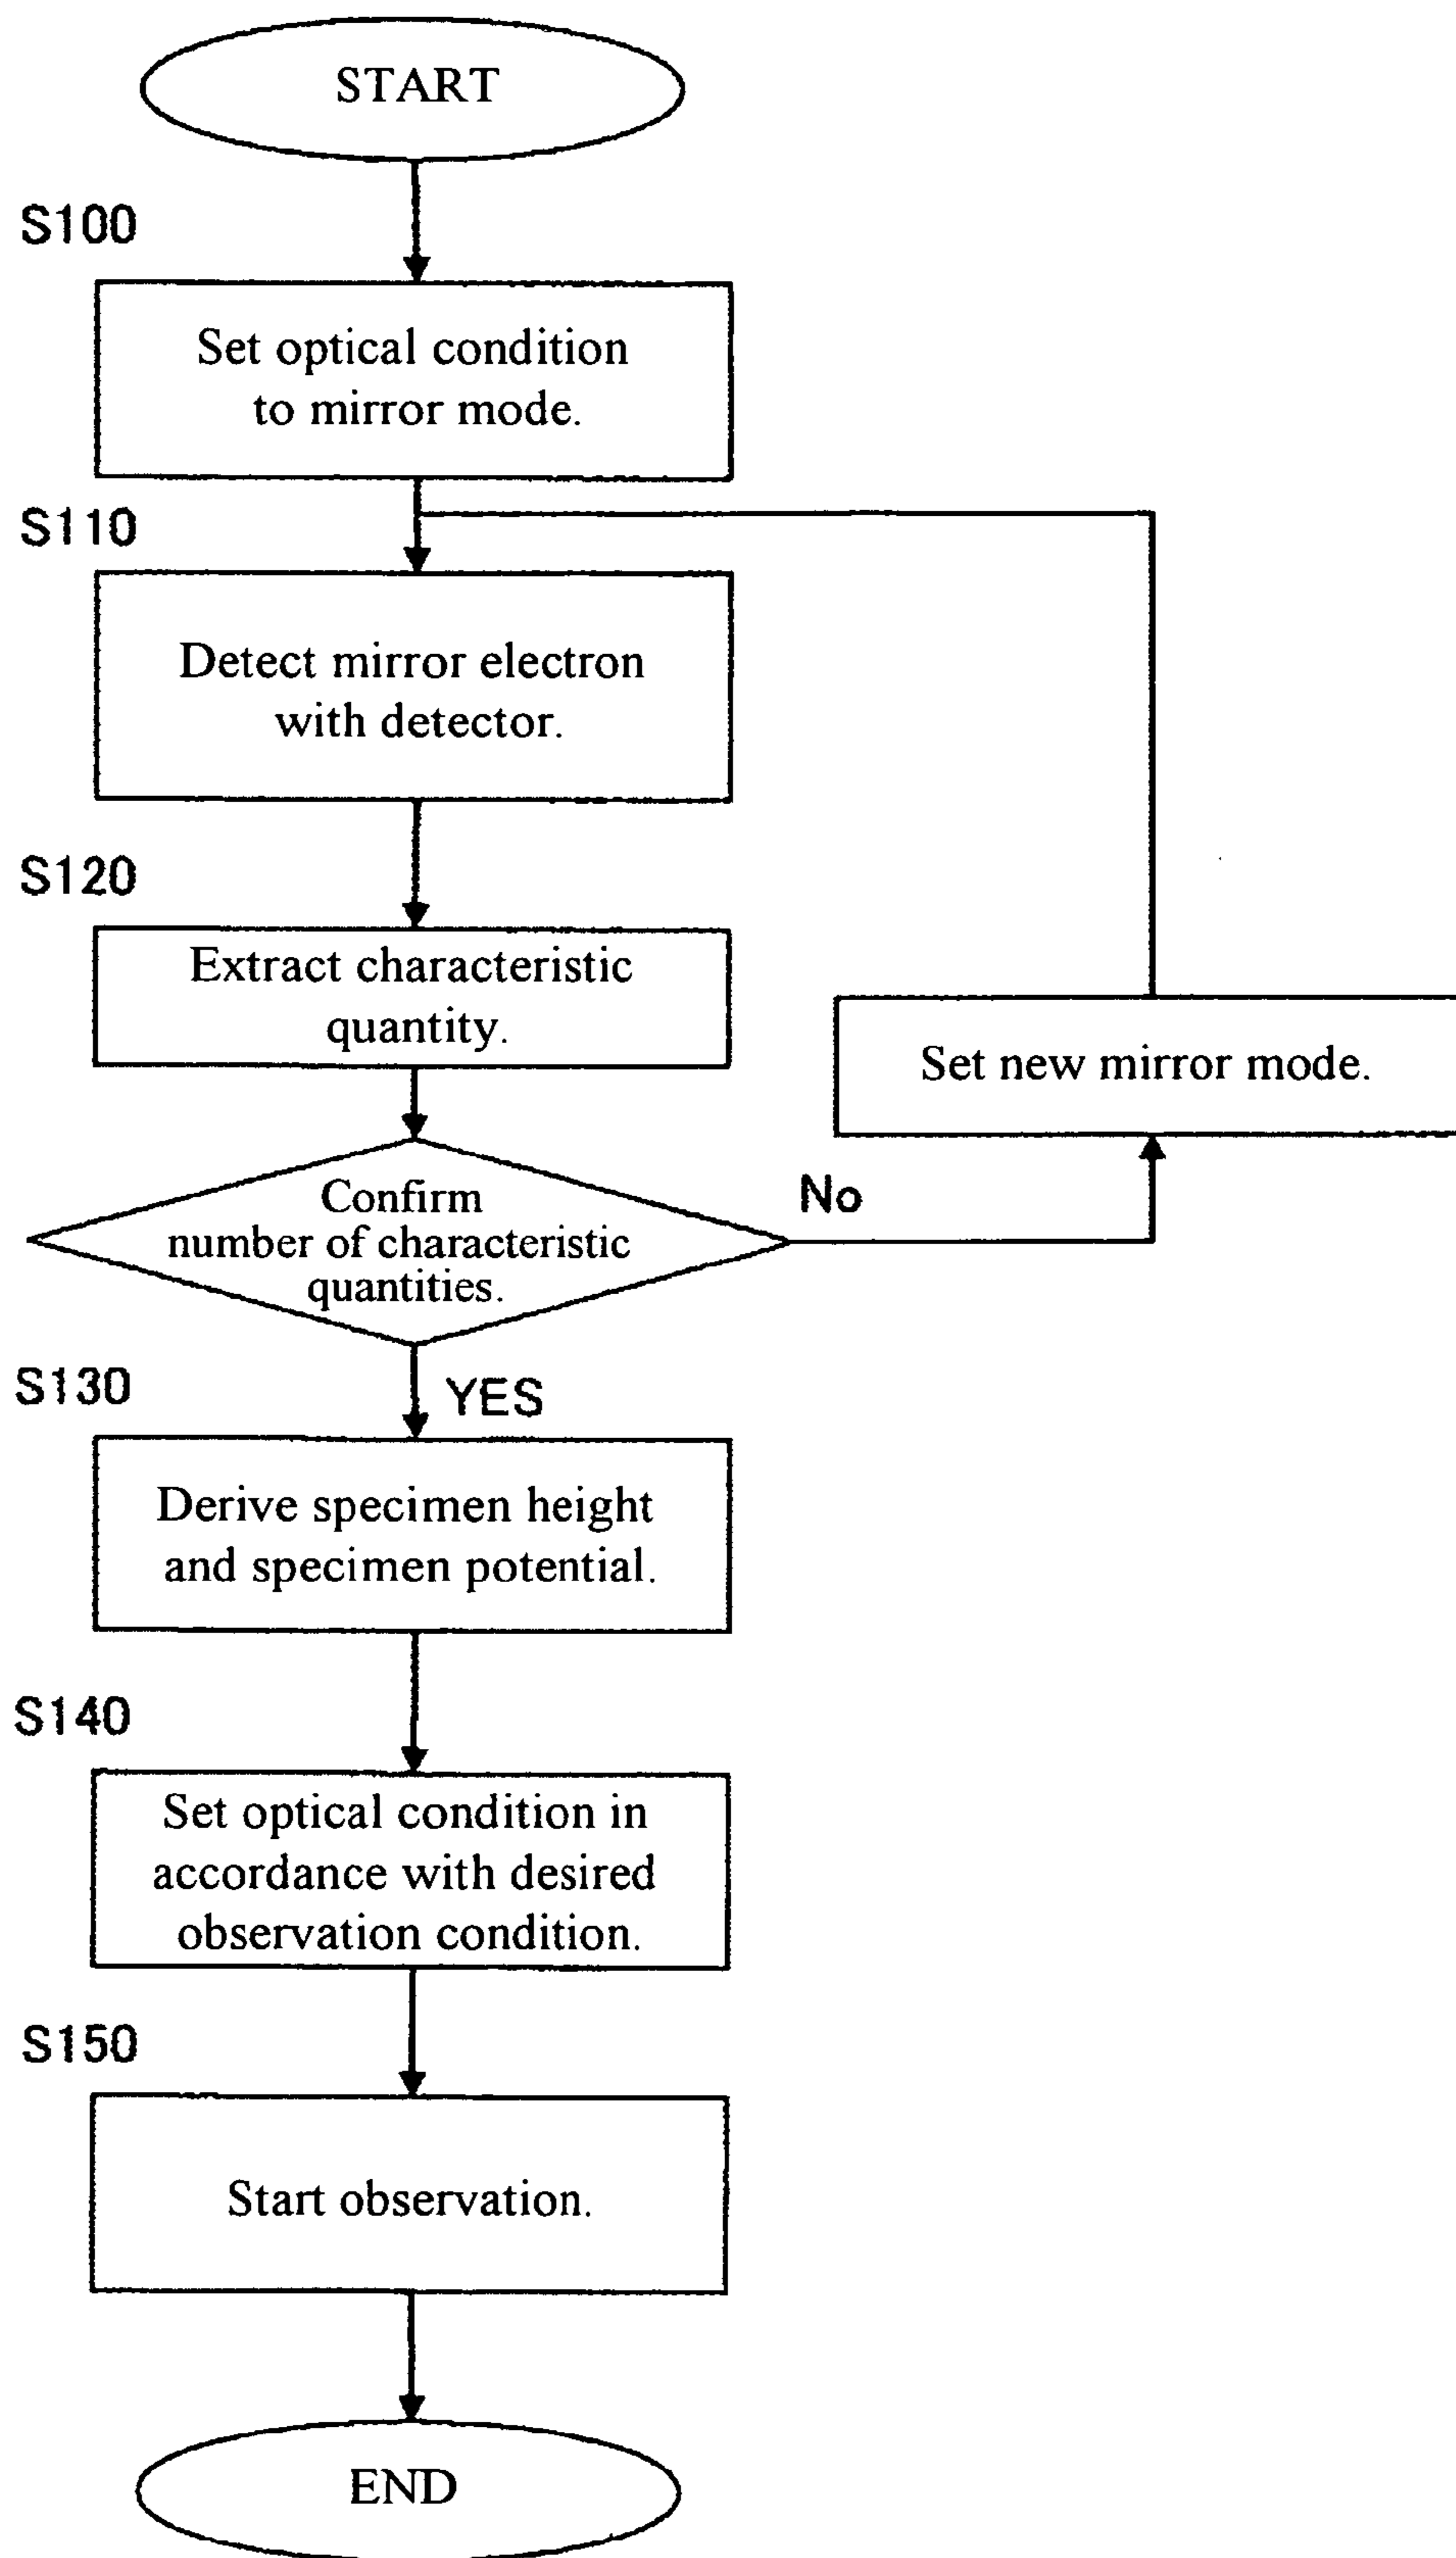 START
S100
Set optical condition
to mirror mode.
S110
Detect mirror electron
with detector.
S120
Extract characteristic
quantity.
Set new mirror mode.
Confirm
number of characteristic
quantities.
No
S130
YES
Derive specimen height
and specimen potential.
S140
Set optical condition in
accordance with desired
observation condition.
S150
Start observation.
END